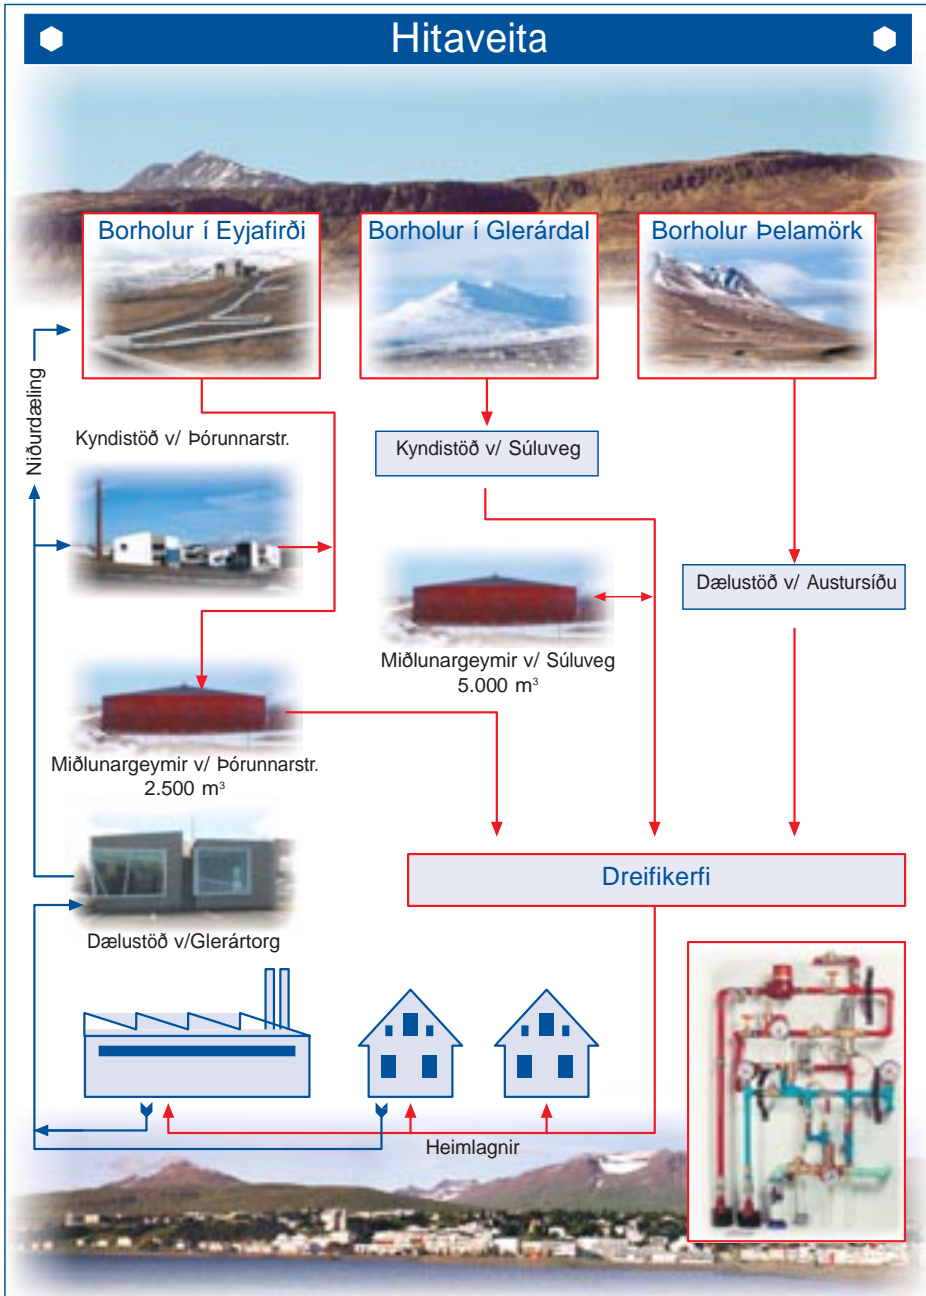 Hitaveita
Borholur í Eyjafirði
Borholur í Glerárdal
Borholur Þelamörk
Niðurdæling
Kyndistöð v/ Þórunnarstr.
Kyndistöð v/ Súluveg
Dælustöð v/ Austursíðu
Miðlunargeymir v/ Súluveg
5.000 m³
Miðlunargeymir v/ Þórunnarstr.
2.500 m³
Dreifikerfi
Dælustöð v/Glerártorg
Heimlagnir